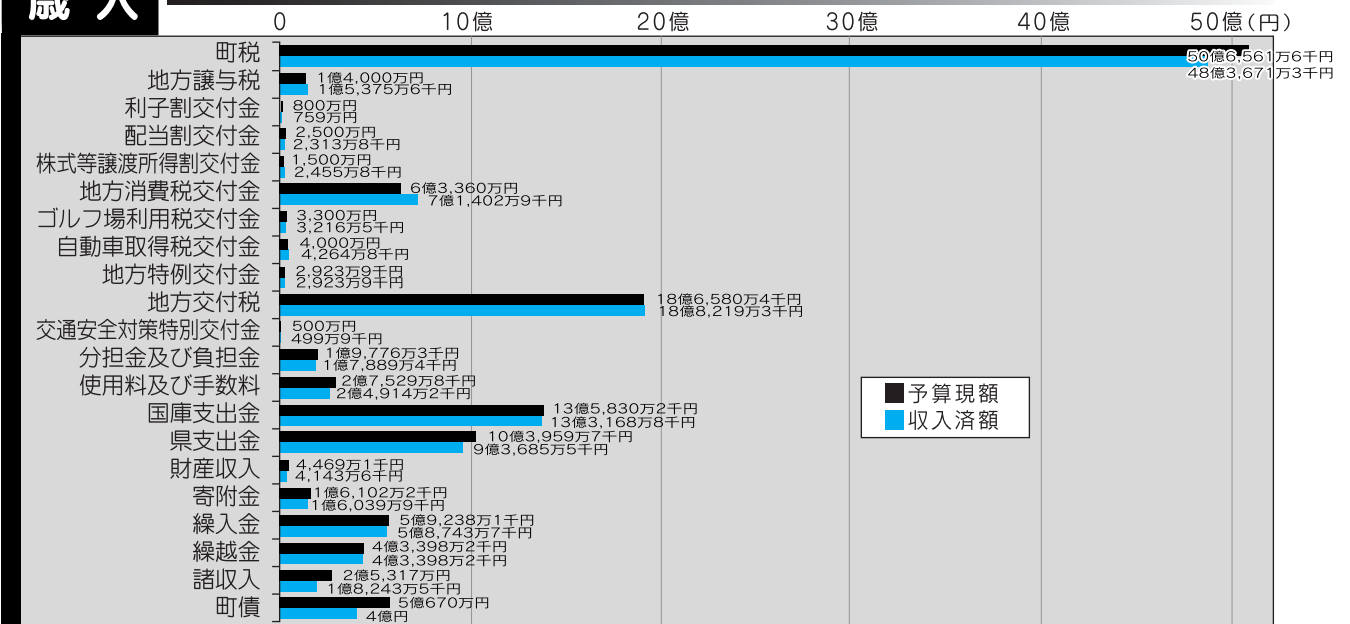 歳入
0 10億 20億 30億 40億 50億(円)
町税 50億6,561万6千円
48億3,671万3千円
地方譲与税 1億4,000万円
1億5,375万6千円
利子割交付金 800万円
759万円
配当割交付金 2,500万円
2,313万8千円
株式等譲渡所得割交付金 1,500万円
2,455万8千円
地方消費税交付金 6億3,360万円
7億1,402万9千円
ゴルフ場利用税交付金 3,300万円
3,216万5千円
自動車取得税交付金 4,000万円
4,264万8千円
地方特例交付金 2,923万9千円
2,923万9千円
地方交付税 18億6,580万4千円
18億8,219万3千円
交通安全対策特別交付金 500万円
499万9千円
分担金及び負担金 1億9,776万3千円
1億7,889万4千円
使用料及び手数料 2億7,529万8千円
2億4,914万2千円
国庫支出金 13億5,830万2千円
13億3,168万8千円
県支出金 10億3,959万7千円
9億3,685万5千円
財産収入 4,469万1千円
4,143万6千円
寄附金 1億6,102万2千円
1億6,039万9千円
繰入金 5億9,238万1千円
5億8,743万7千円
繰越金 4億3,398万2千円
4億3,398万2千円
諸収入 2億5,317万円
1億8,243万5千円
町債 5億670万円
4億円
予算現額
収入済額